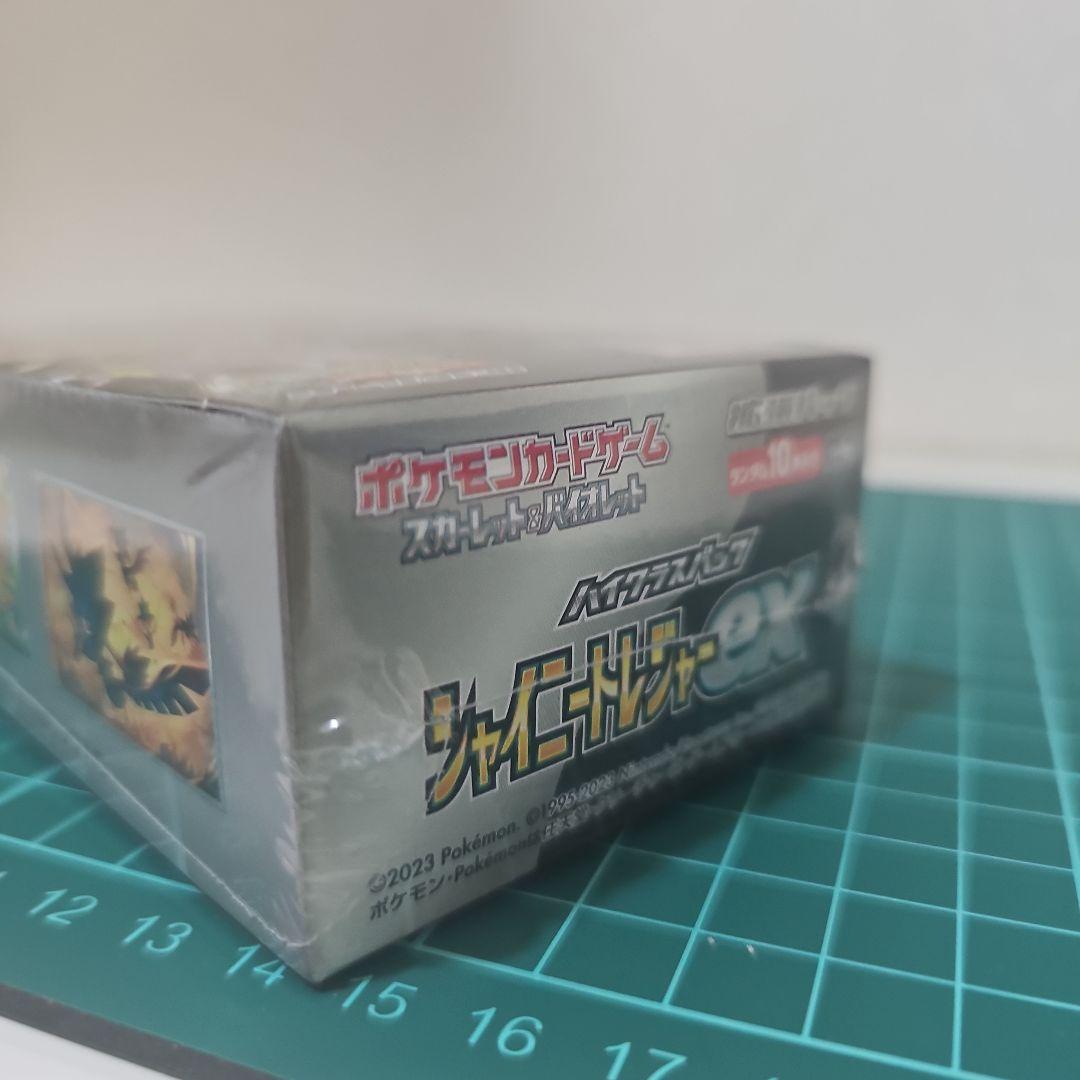 ポケモンカードゲーム
スカーレット&バイオレット
ランダム10
ハイクラスパック
シャイニートレジャーex
©2023 Pokémon. ©1995-2023 Nintendo
ポケモン・Pokémonは任天堂・
12
13
14
15
16
17